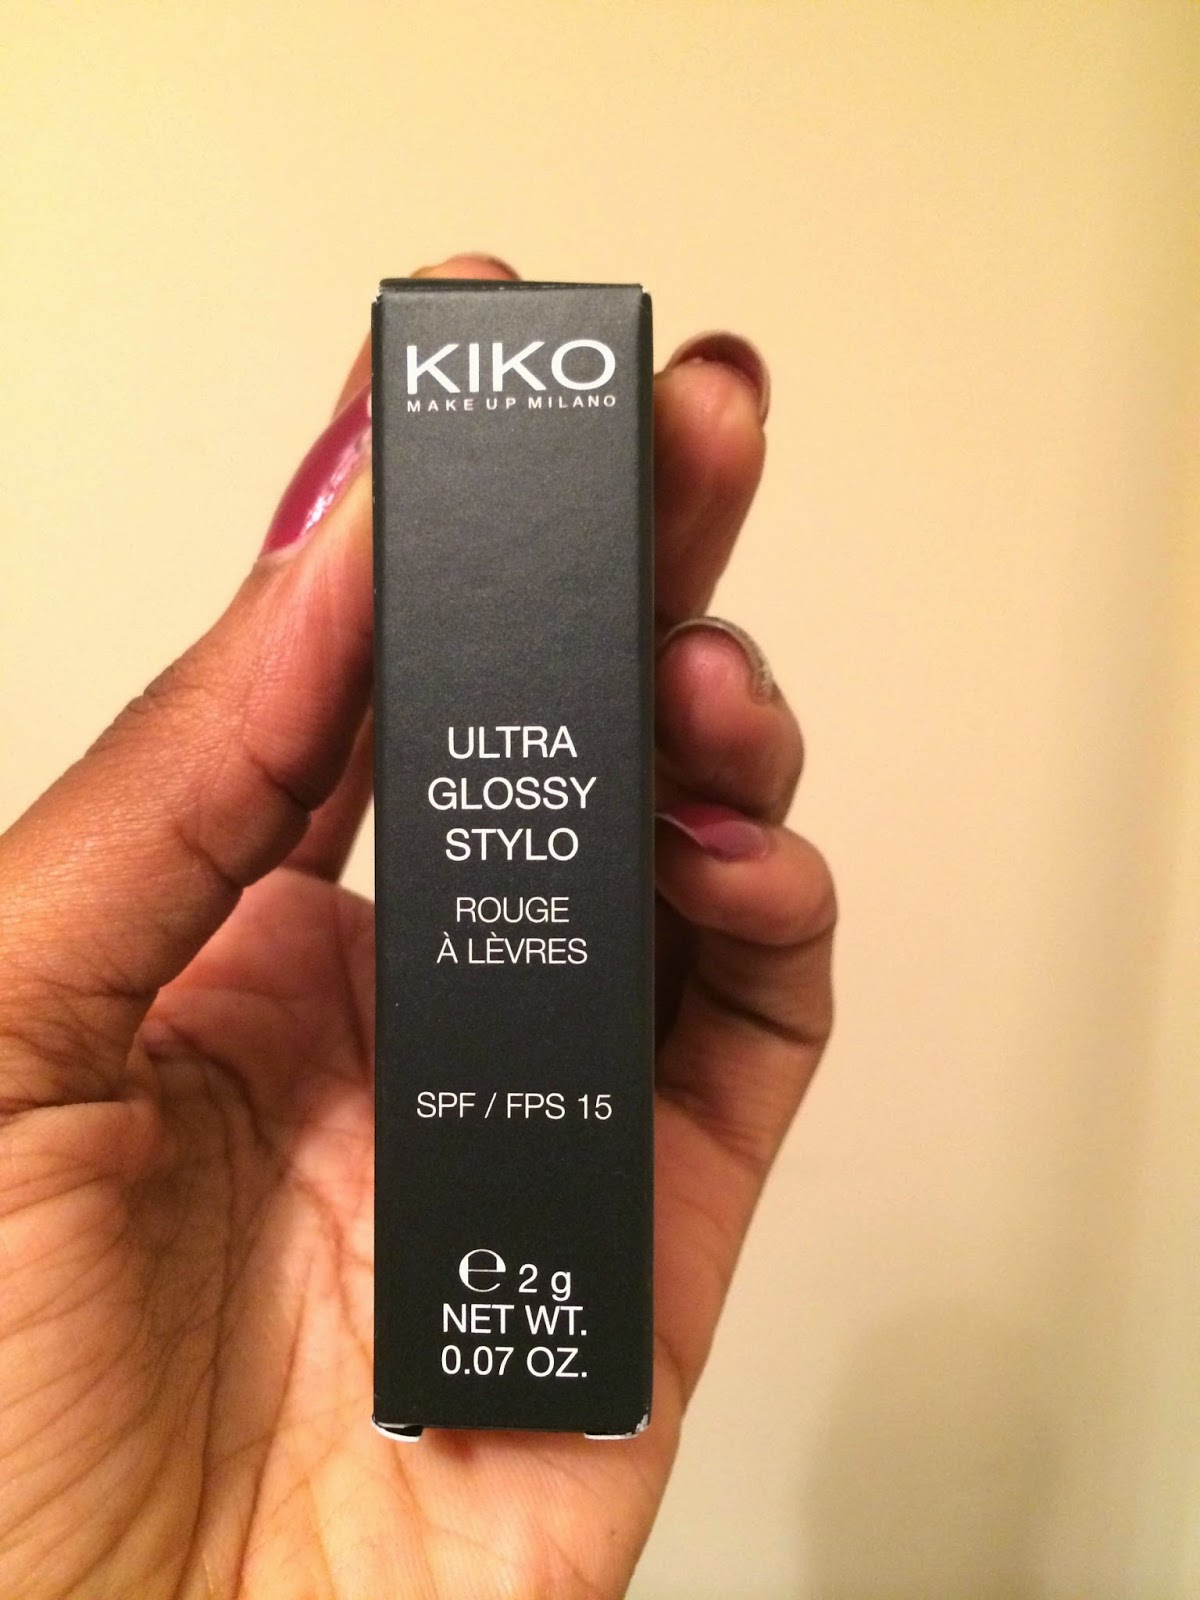 KIKO
MAKE UP MILANO
ULTRA
GLOSSY
STYLO
ROUGE
À LÈVRES
SPF / FPS 15
℮ 2 g
NET WT.
0.07 OZ.